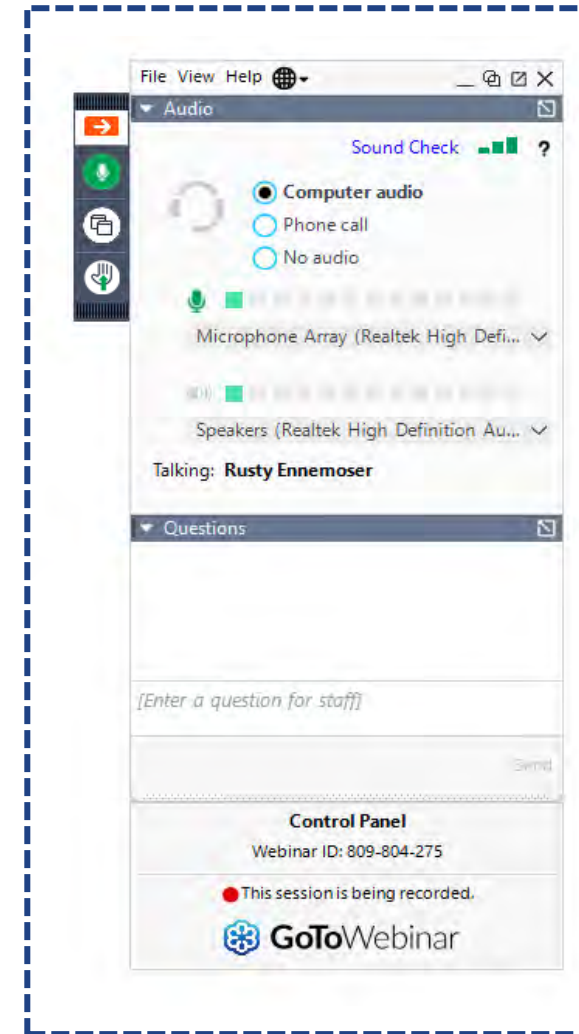 File View Help
Audio
Sound Check ?
Computer audio
Phone call
No audio
Microphone Array (Realtek High Defi...
Speakers (Realtek High Definition Au...
Talking: Rusty Ennemoser
Questions
[Enter a question for staff]
Send
Control Panel
Webinar ID: 809-804-275
This session is being recorded.
GoToWebinar